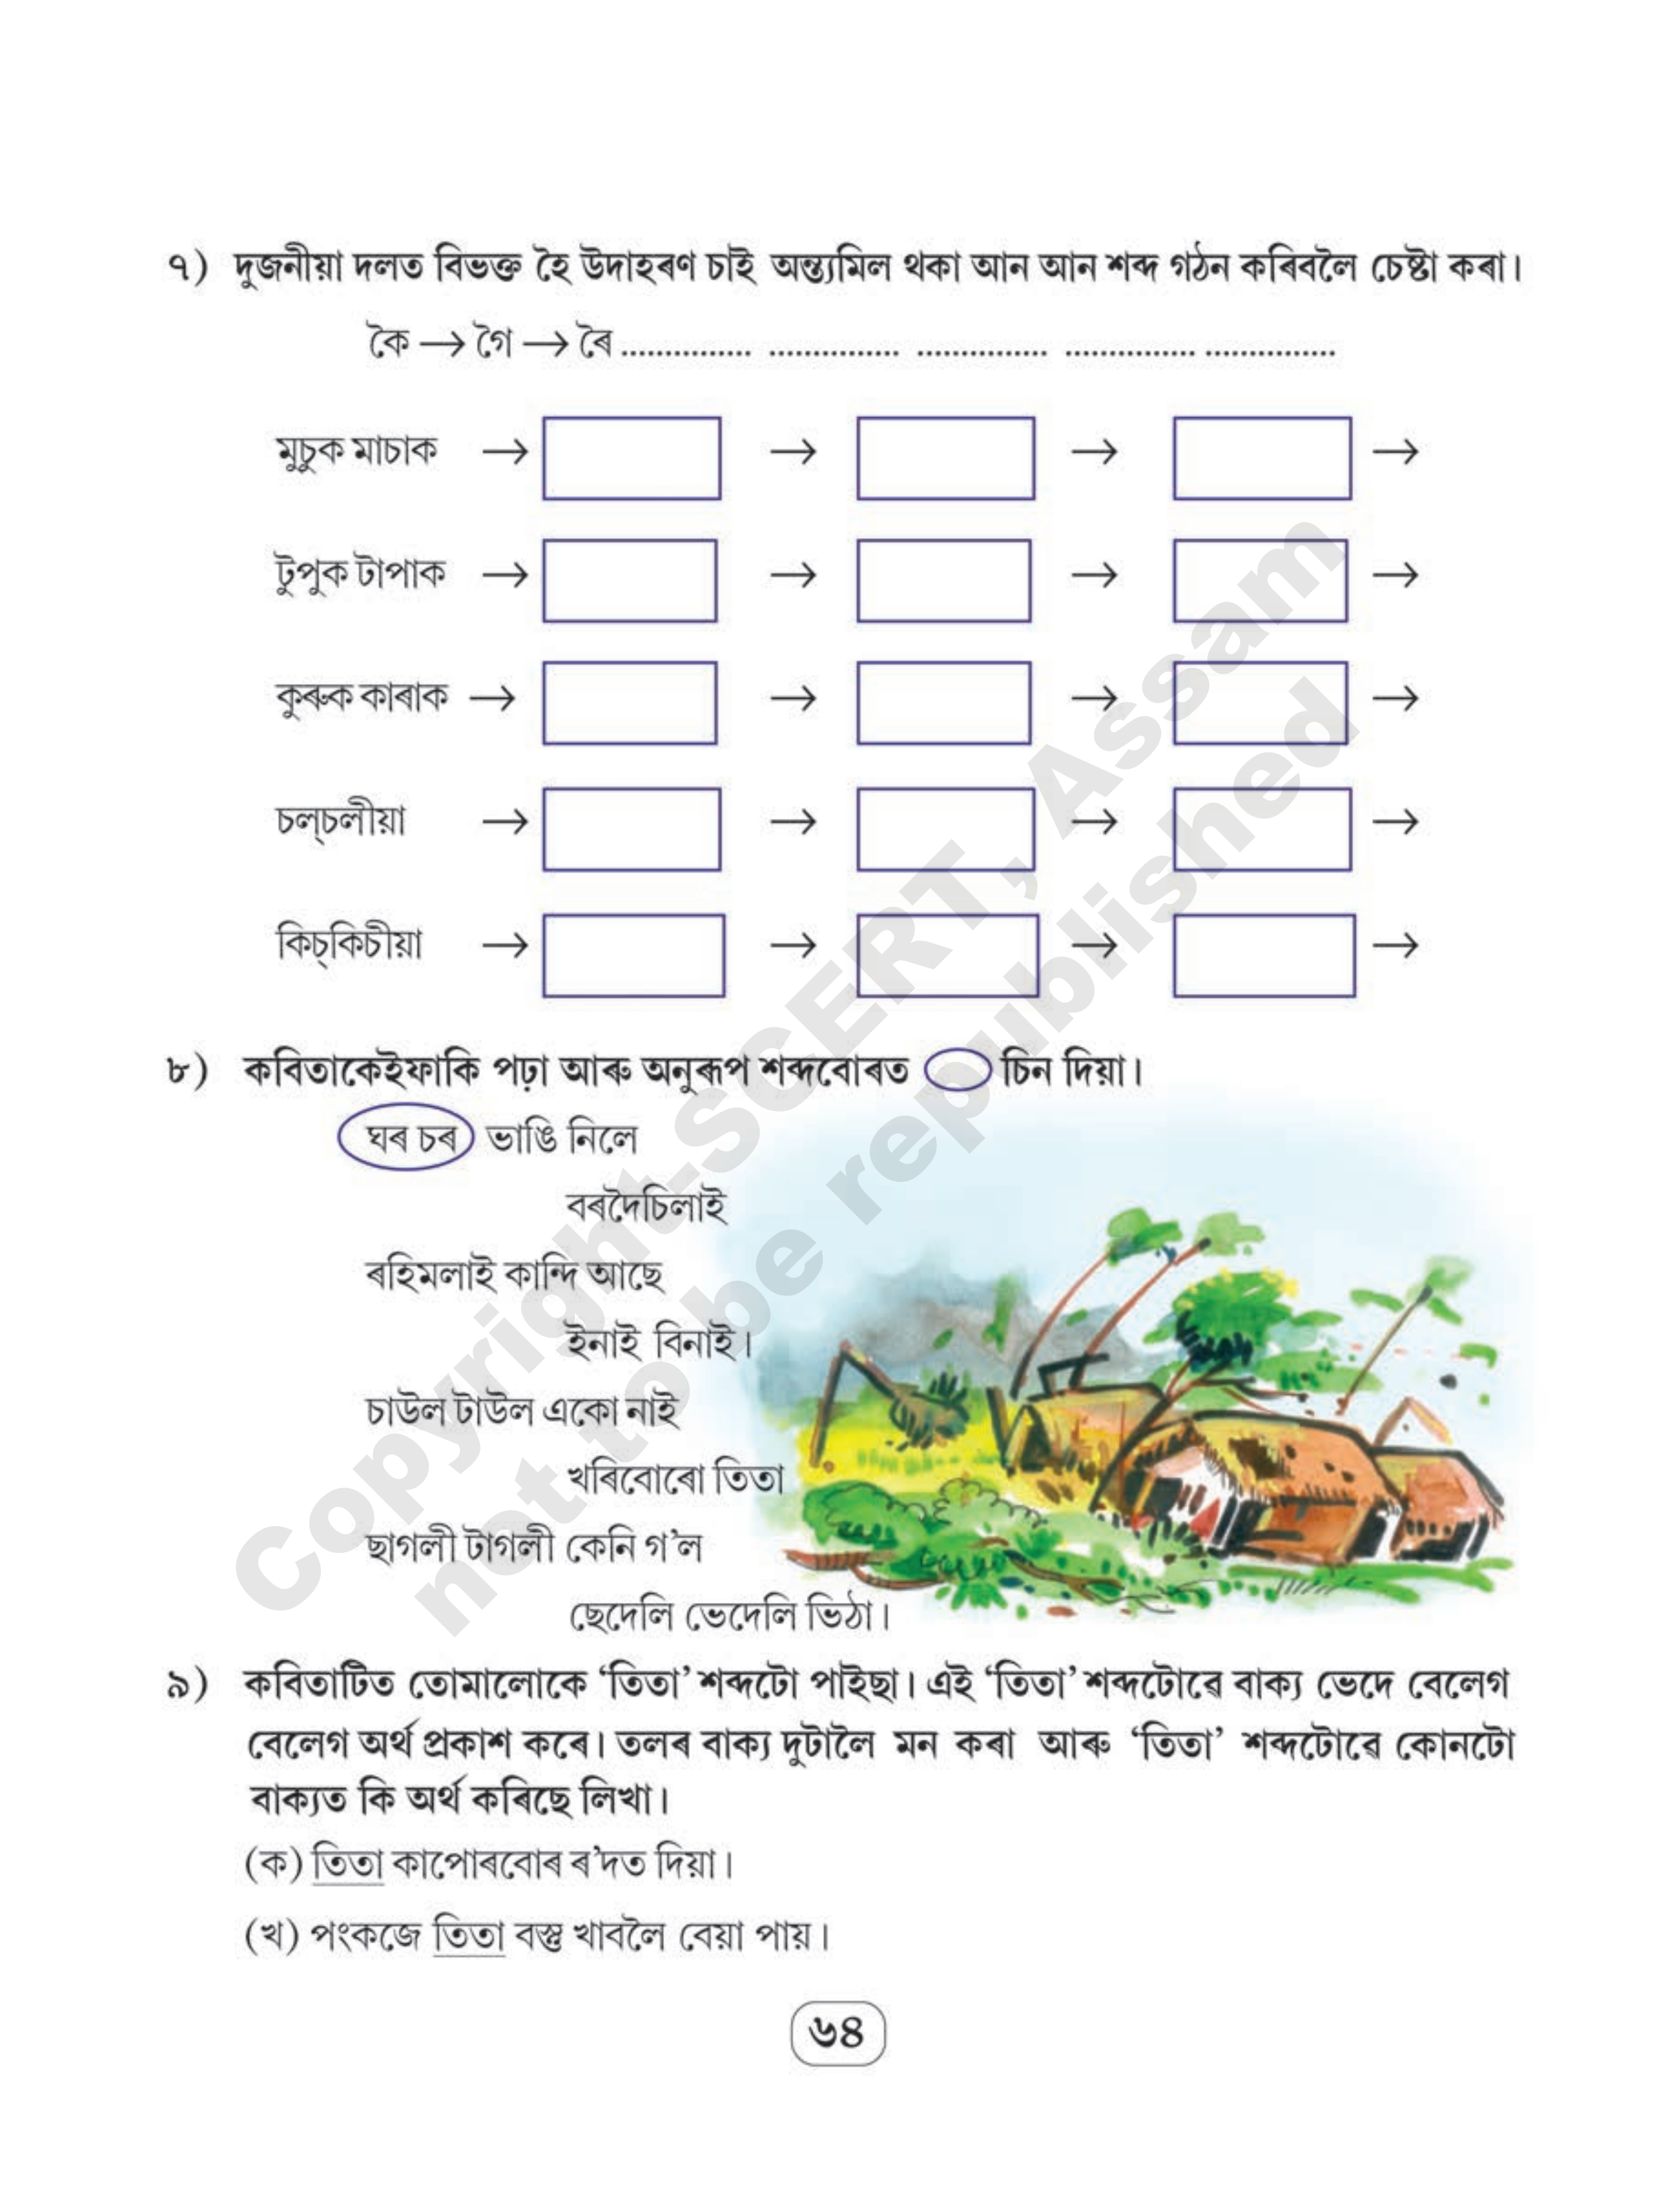 ৭) দুজনীয়া দলত বিভক্ত হৈ উদাহৰণ চাই অন্ত্যমিল থকা আন আন শব্দ গঠন কৰিবলৈ চেষ্টা কৰা।
কৈ → গৈ → ৰৈ ............... ............... ............... ............... ...............
মুচুক মাচাক → → →
টুপুক টাপাক → → →
কুৰুক কাৰাক → → →
চল্‌চলীয়া → → →
কিচ্‌কিচীয়া → → →
৮) কবিতাকেইফাকি পঢ়া আৰু অনুৰূপ শব্দবোৰত চিন দিয়া।
ঘৰ চৰ ভাঙি নিলে
বৰদৈচিলাই
ৰহিমলাই কান্দি আছে
ইনাই বিনাই।
চাউল টাউল একো নাই
খৰিবোৰো তিতা
ছাগলী টাগলী কেনি গ'ল
ছেদেলি ভেদেলি ভিঠা।
৯) কবিতাটিত তোমালোকে ‘তিতা’ শব্দটো পাইছা। এই ‘তিতা’ শব্দটোৱে বাক্য ভেদে বেলেগ
বেলেগ অৰ্থ প্ৰকাশ কৰে। তলৰ বাক্য দুটালৈ মন কৰা আৰু ‘তিতা’ শব্দটোৱে কোনটো
বাক্যত কি অৰ্থ কৰিছে লিখা।
(ক) তিতা কাপোৰবোৰ ৰ'দত দিয়া।
(খ) পংকজে তিতা বস্তু খাবলৈ বেয়া পায়।
৬৪
Copyright-SCERT, Assam
not to be republished